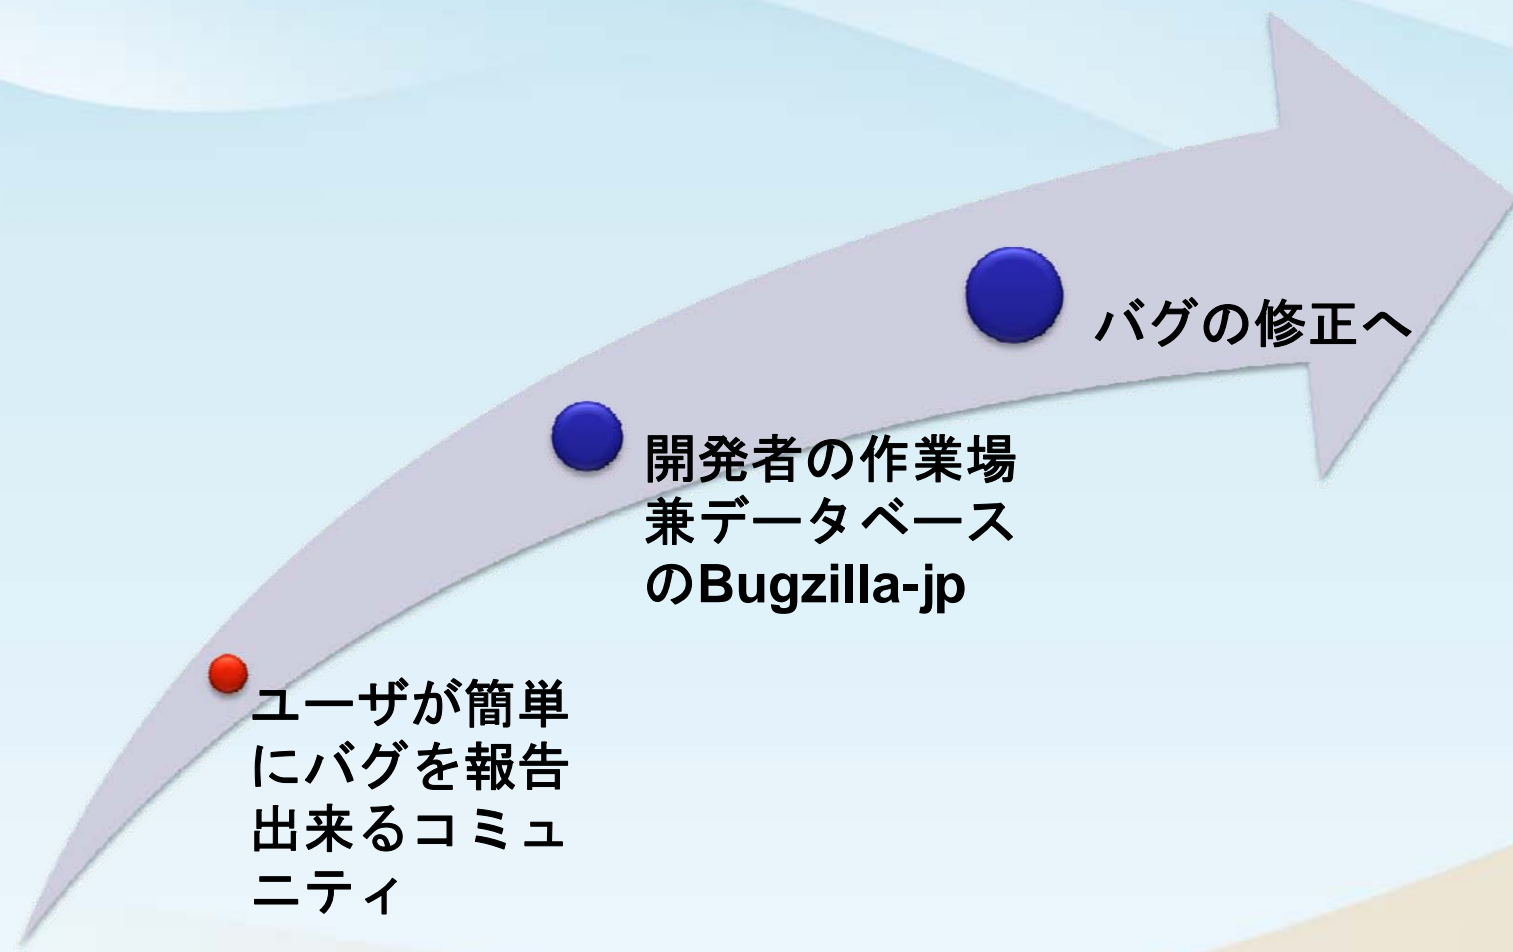 バグの修正へ
開発者の作業場
兼データベース
のBugzilla-jp
ユーザが簡単
にバグを報告
出来るコミュ
ニティ